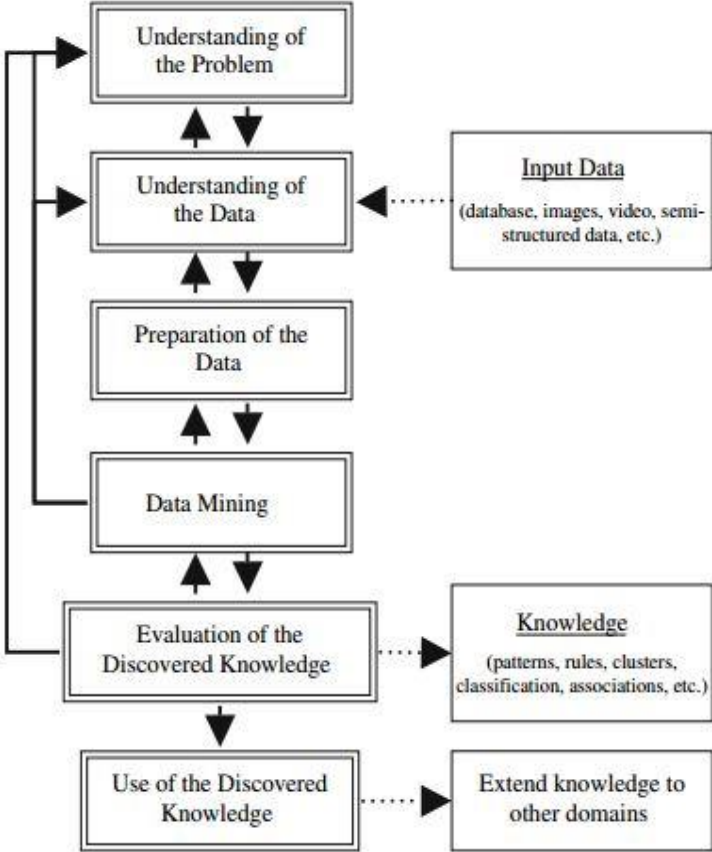 Understanding of
the Problem
Understanding of
the Data
Input Data
(database, images, video, semi-
structured data, etc.)
Preparation of the
Data
Data Mining
Evaluation of the
Discovered Knowledge
Knowledge
(patterns, rules, clusters,
classification, associations, etc.)
Use of the Discovered
Knowledge
Extend knowledge to
other domains